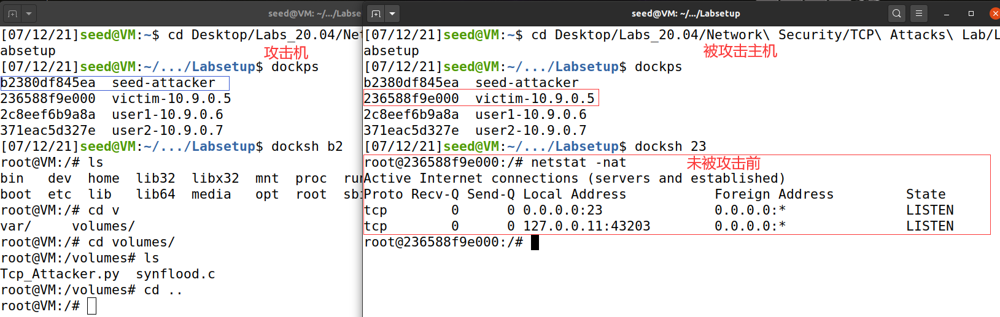 seed@VM: ~/.../Labse
[07/12/21]seed@VM:~$ cd Desktop/Labs_20.04/Net
absetup
攻击机
[07/12/21]seed@VM:~/.../Labsetup$ dockps
b2380df845ea  seed-attacker
236588f9e000  victim-10.9.0.5
2c8eef6b9a8a  user1-10.9.0.6
371eac5d327e  user2-10.9.0.7
[07/12/21]seed@VM:~/.../Labsetup$ docksh b2
root@VM:/# ls
bin   dev  home  lib32  libx32  mnt  proc  run
boot  etc  lib   lib64  media   opt  root  sbi
root@VM:/# cd v
var/     volumes/
root@VM:/# cd volumes/
root@VM:/volumes# ls
Tcp_Attacker.py  synflood.c
root@VM:/volumes# cd ..
root@VM:/#
seed@VM: ~/.../Labsetup
[07/12/21]seed@VM:~$ cd Desktop/Labs_20.04/Network\ Security/TCP\ Attacks\ Lab/L
absetup
被攻击主机
[07/12/21]seed@VM:~/.../Labsetup$ dockps
b2380df845ea  seed-attacker
236588f9e000  victim-10.9.0.5
2c8eef6b9a8a  user1-10.9.0.6
371eac5d327e  user2-10.9.0.7
[07/12/21]seed@VM:~/.../Labsetup$ docksh 23
root@236588f9e000:/# netstat -nat
未被攻击前
Active Internet connections (servers and established)
Proto Recv-Q Send-Q Local Address           Foreign Address         State
tcp        0      0 0.0.0.0:23              0.0.0.0:*               LISTEN
tcp        0      0 127.0.0.11:43203        0.0.0.0:*               LISTEN
root@236588f9e000:/#